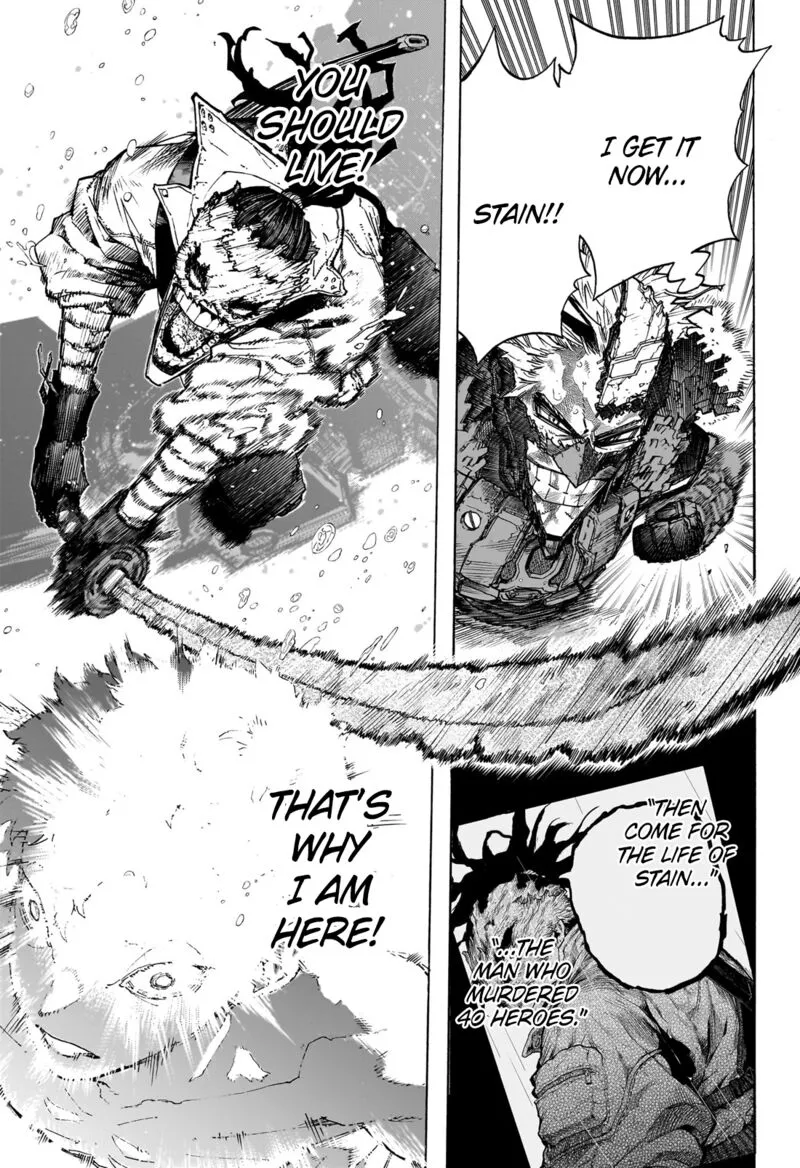 I GET IT
NOW...
STAIN!!
"THEN
COME FOR
THE LIFE OF
STAIN..."
"...THE
MAN WHO
MURDERED
40 HEROES."
YOU
SHOULD
LIVE!
THAT'S
WHY
I AM
HERE!